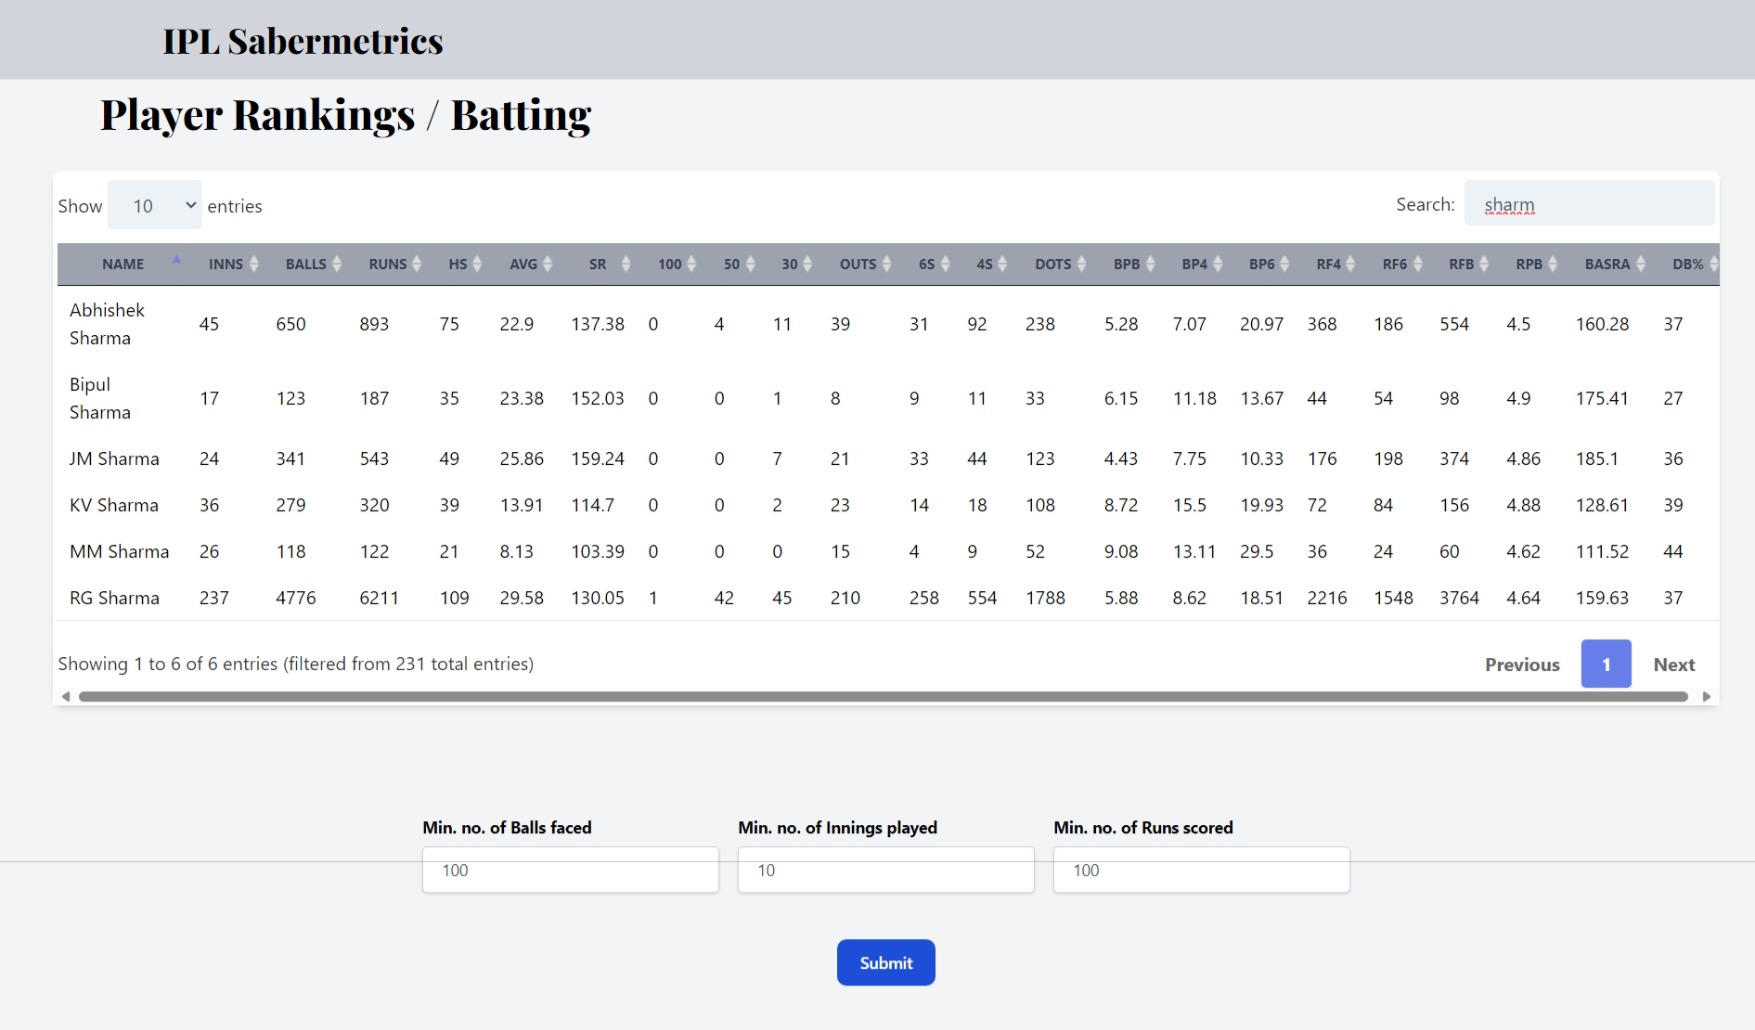 IPL Sabermetrics
Player Rankings / Batting
Show 10 entries Search: sharm
NAME INNS BALLS RUNS HS AVG SR 100 50 30 OUTS 6S 4S DOTS BPB BP4 BP6 RF4 RF6 RFB RPB BASRA DB%
Abhishek Sharma 45 650 893 75 22.9 137.38 0 4 11 39 31 92 238 5.28 7.07 20.97 368 186 554 4.5 160.28 37
Bipul Sharma 17 123 187 35 23.38 152.03 0 0 1 8 9 11 33 6.15 11.18 13.67 44 54 98 4.9 175.41 27
JM Sharma 24 341 543 49 25.86 159.24 0 0 7 21 33 44 123 4.43 7.75 10.33 176 198 374 4.86 185.1 36
KV Sharma 36 279 320 39 13.91 114.7 0 0 2 23 14 18 108 8.72 15.5 19.93 72 84 156 4.88 128.61 39
MM Sharma 26 118 122 21 8.13 103.39 0 0 0 15 4 9 52 9.08 13.11 29.5 36 24 60 4.62 111.52 44
RG Sharma 237 4776 6211 109 29.58 130.05 1 42 45 210 258 554 1788 5.88 8.62 18.51 2216 1548 3764 4.64 159.63 37
Showing 1 to 6 of 6 entries (filtered from 231 total entries) Previous 1 Next
Min. no. of Balls faced Min. no. of Innings played Min. no. of Runs scored
100 10 100
Submit